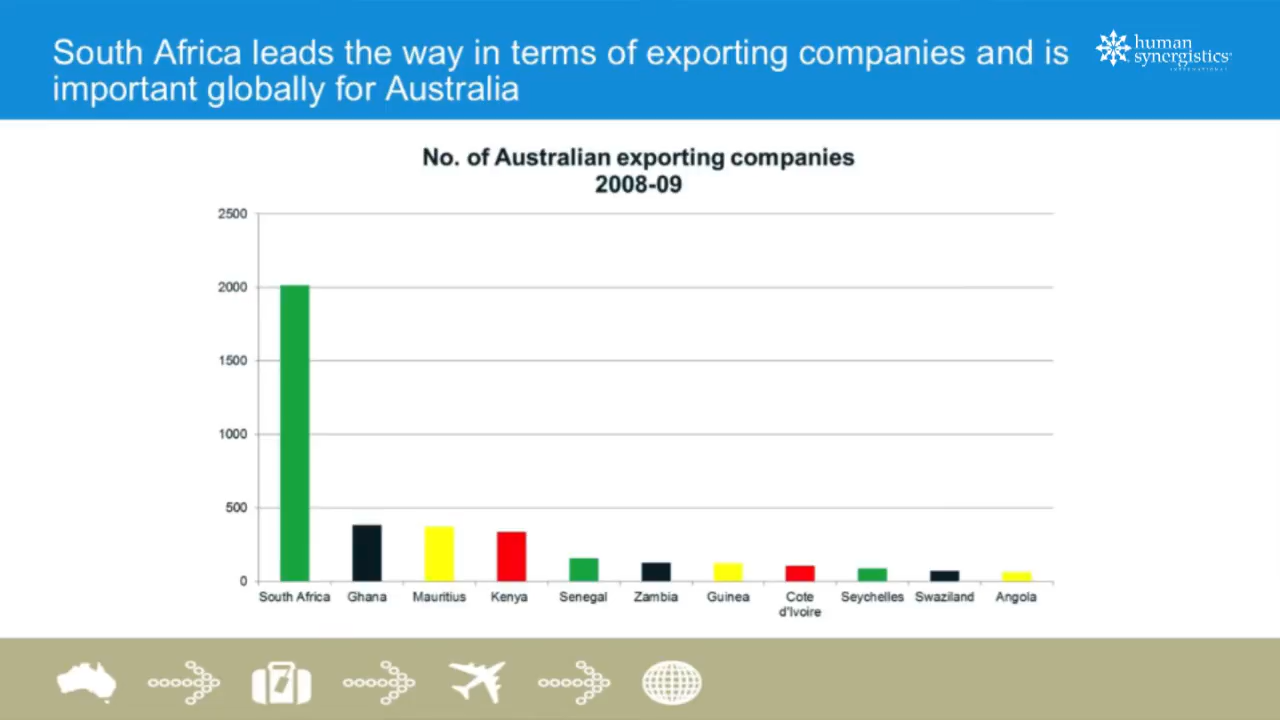 South Africa leads the way in terms of exporting companies and is
important globally for Australia
human
synergistics
INTERNATIONAL
No. of Australian exporting companies
2008-09
2500
2000
1500
1000
500
0
South Africa
Ghana
Mauritius
Kenya
Senegal
Zambia
Guinea
Cote
d'Ivoire
Seychelles
Swaziland
Angola